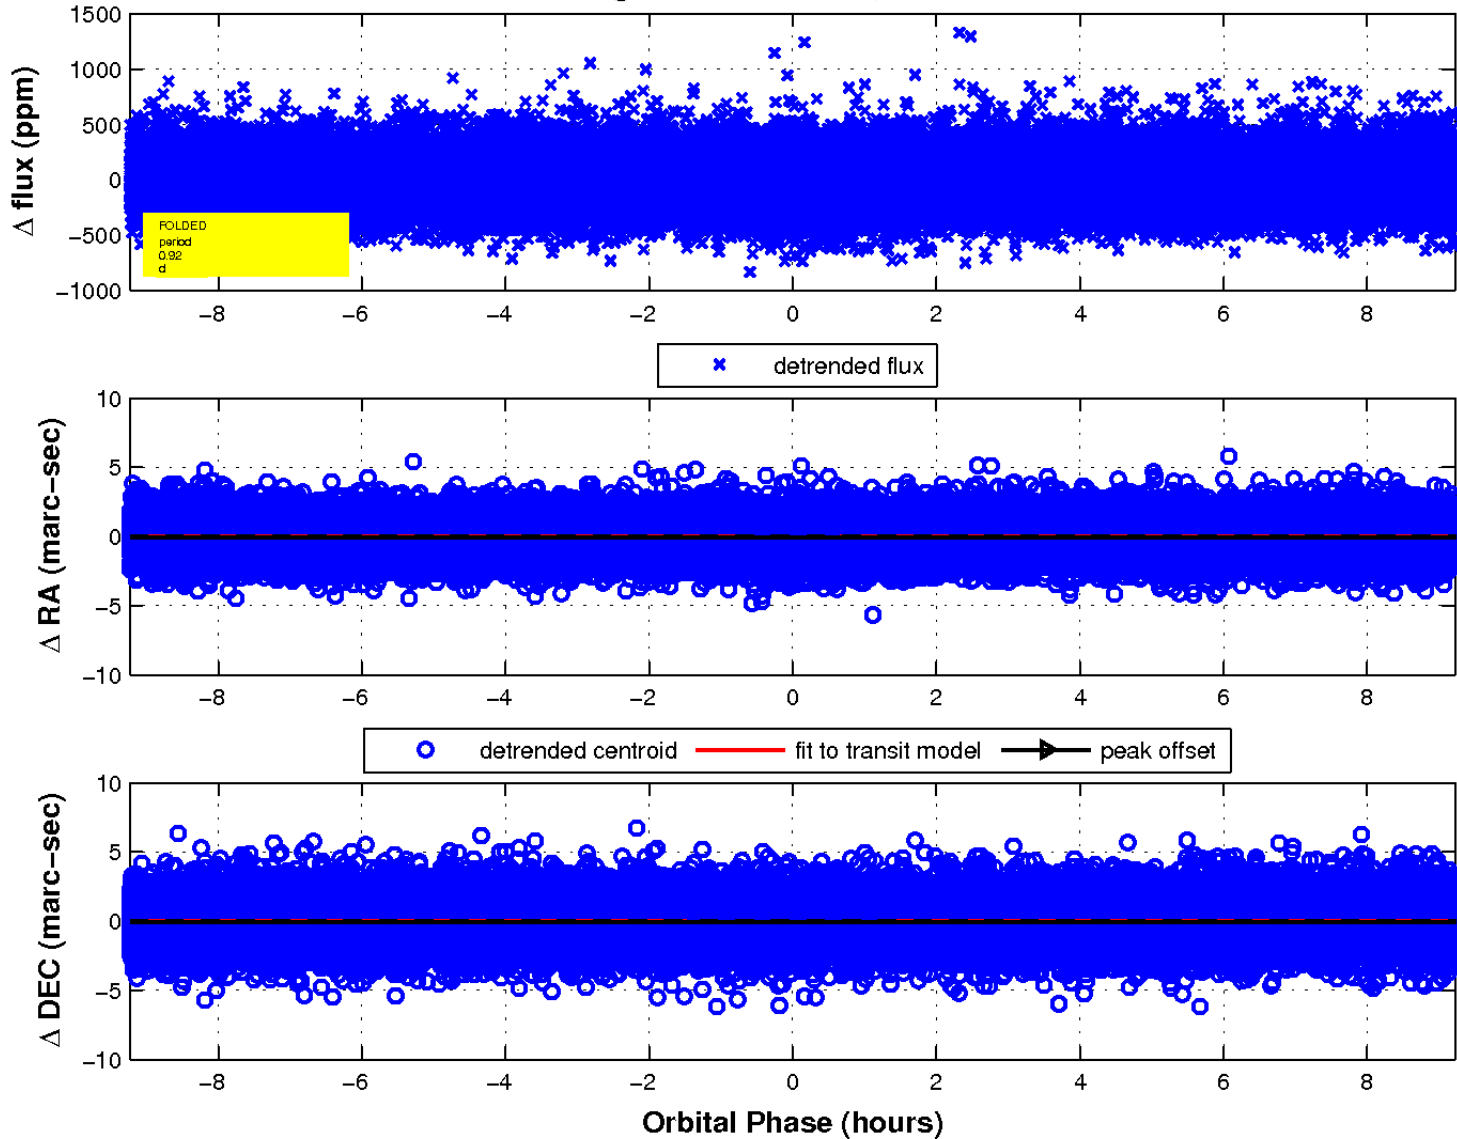 1500
1000
500
0
−500
−1000
Δ flux (ppm)
FOLDED
period
0.92
d
−8 −6 −4 −2 0 2 4 6 8
detrended flux
10
5
0
−5
−10
Δ RA (marc−sec)
−8 −6 −4 −2 0 2 4 6 8
detrended centroid fit to transit model peak offset
10
5
0
−5
−10
Δ DEC (marc−sec)
−8 −6 −4 −2 0 2 4 6 8
Orbital Phase (hours)